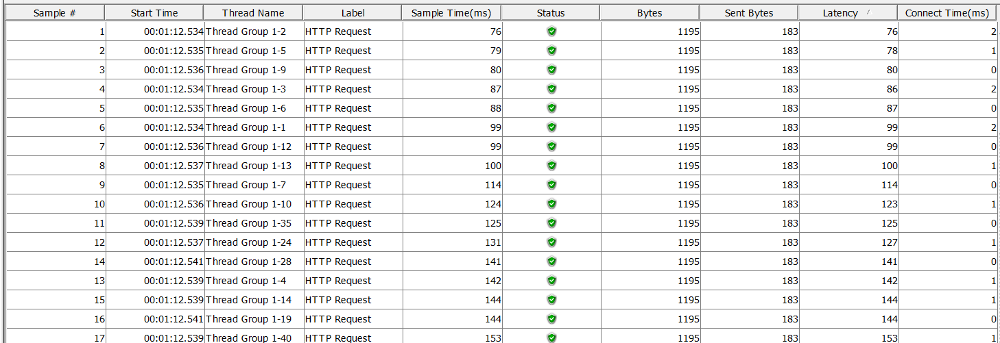 Sample # Start Time Thread Name Label Sample Time(ms) Status Bytes Sent Bytes Latency Connect Time(ms)
1 00:01:12.534 Thread Group 1-2 HTTP Request 76 1195 183 76 2
2 00:01:12.535 Thread Group 1-5 HTTP Request 79 1195 183 78 1
3 00:01:12.536 Thread Group 1-9 HTTP Request 80 1195 183 80 0
4 00:01:12.534 Thread Group 1-3 HTTP Request 87 1195 183 86 2
5 00:01:12.535 Thread Group 1-6 HTTP Request 88 1195 183 87 0
6 00:01:12.534 Thread Group 1-1 HTTP Request 99 1195 183 99 2
7 00:01:12.536 Thread Group 1-12 HTTP Request 99 1195 183 99 0
8 00:01:12.537 Thread Group 1-13 HTTP Request 100 1195 183 100 1
9 00:01:12.535 Thread Group 1-7 HTTP Request 114 1195 183 114 0
10 00:01:12.536 Thread Group 1-10 HTTP Request 124 1195 183 123 1
11 00:01:12.539 Thread Group 1-35 HTTP Request 125 1195 183 125 0
12 00:01:12.537 Thread Group 1-24 HTTP Request 131 1195 183 127 1
14 00:01:12.541 Thread Group 1-28 HTTP Request 141 1195 183 141 0
13 00:01:12.539 Thread Group 1-4 HTTP Request 142 1195 183 142 1
15 00:01:12.539 Thread Group 1-14 HTTP Request 144 1195 183 144 1
16 00:01:12.541 Thread Group 1-19 HTTP Request 144 1195 183 144 0
17 00:01:12.539 Thread Group 1-40 HTTP Request 153 1195 183 153 1